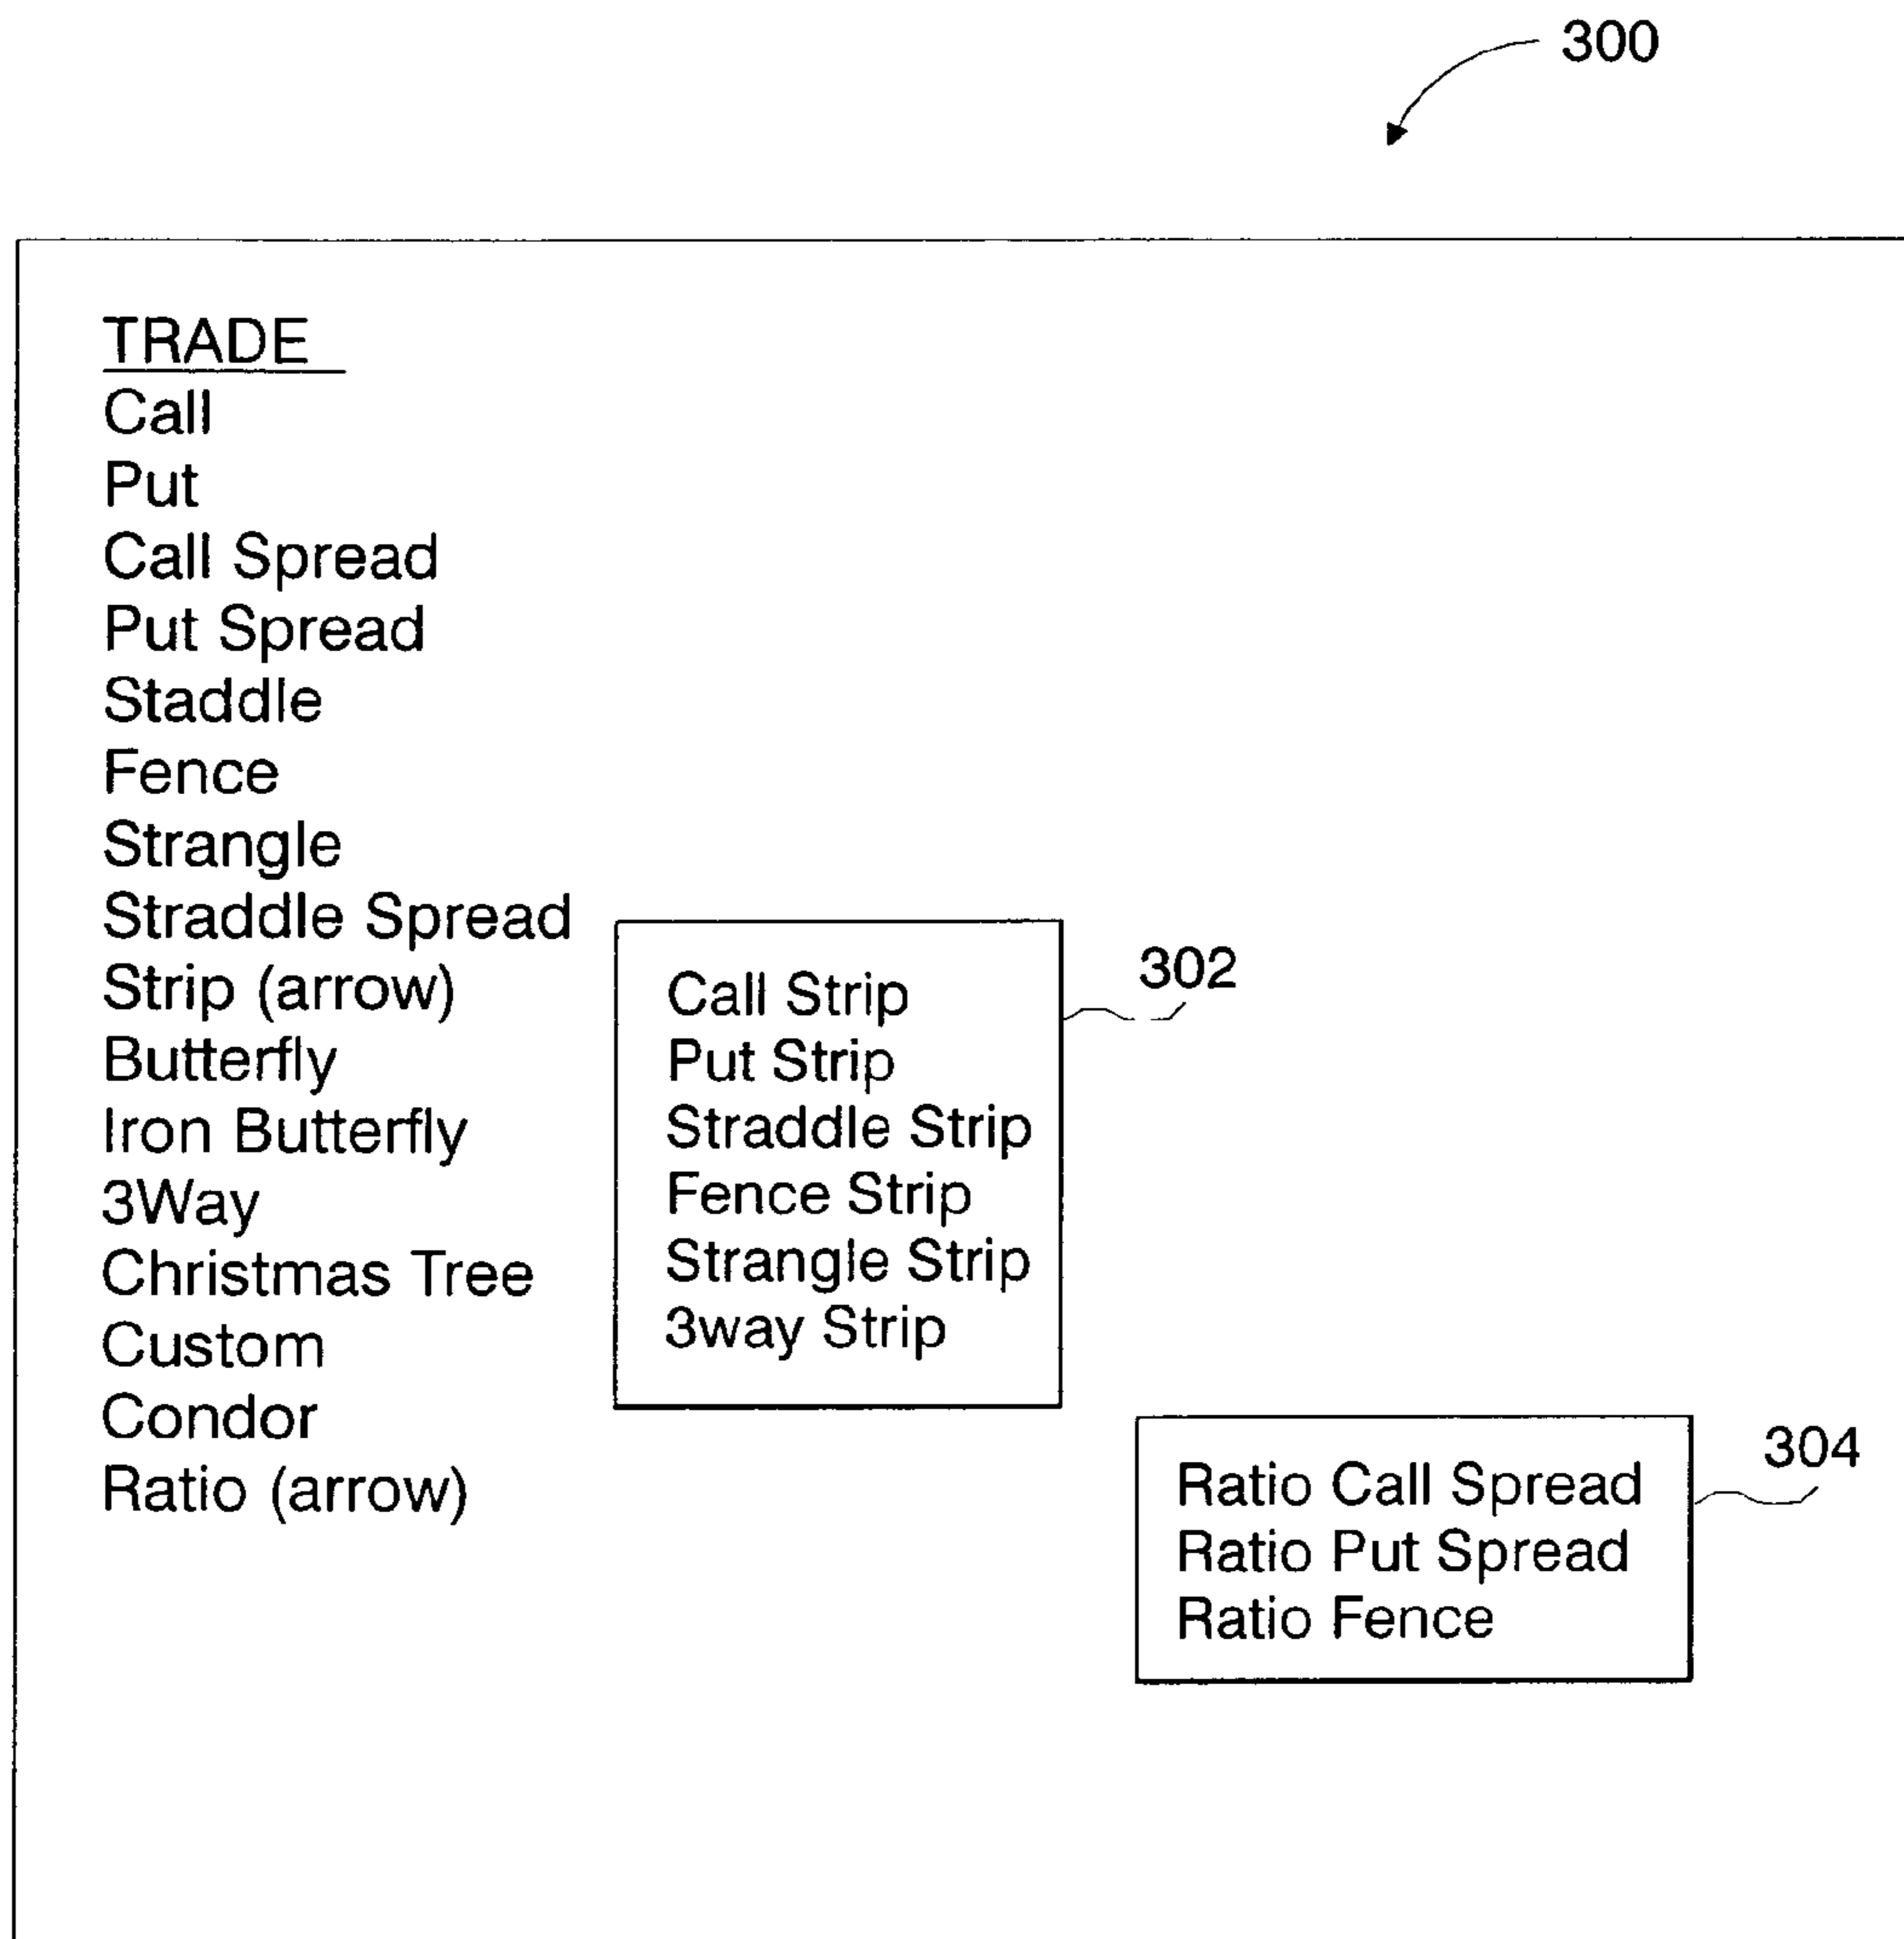 300
TRADE
Call
Put
Call Spread
Put Spread
Staddle
Fence
Strangle
Straddle Spread
Strip (arrow)
Butterfly
Iron Butterfly
3Way
Christmas Tree
Custom
Condor
Ratio (arrow)
302
Call Strip
Put Strip
Straddle Strip
Fence Strip
Strangle Strip
3way Strip
304
Ratio Call Spread
Ratio Put Spread
Ratio Fence